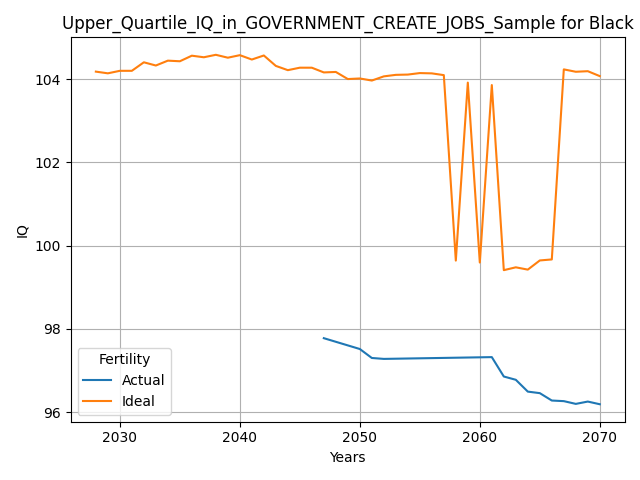 Upper_Quartile_IQ_in_GOVERNMENT_CREATE_JOBS_Sample for Black
IQ
104
102
100
98
96
Fertility
Actual
Ideal
2030
2040
2050
2060
2070
Years